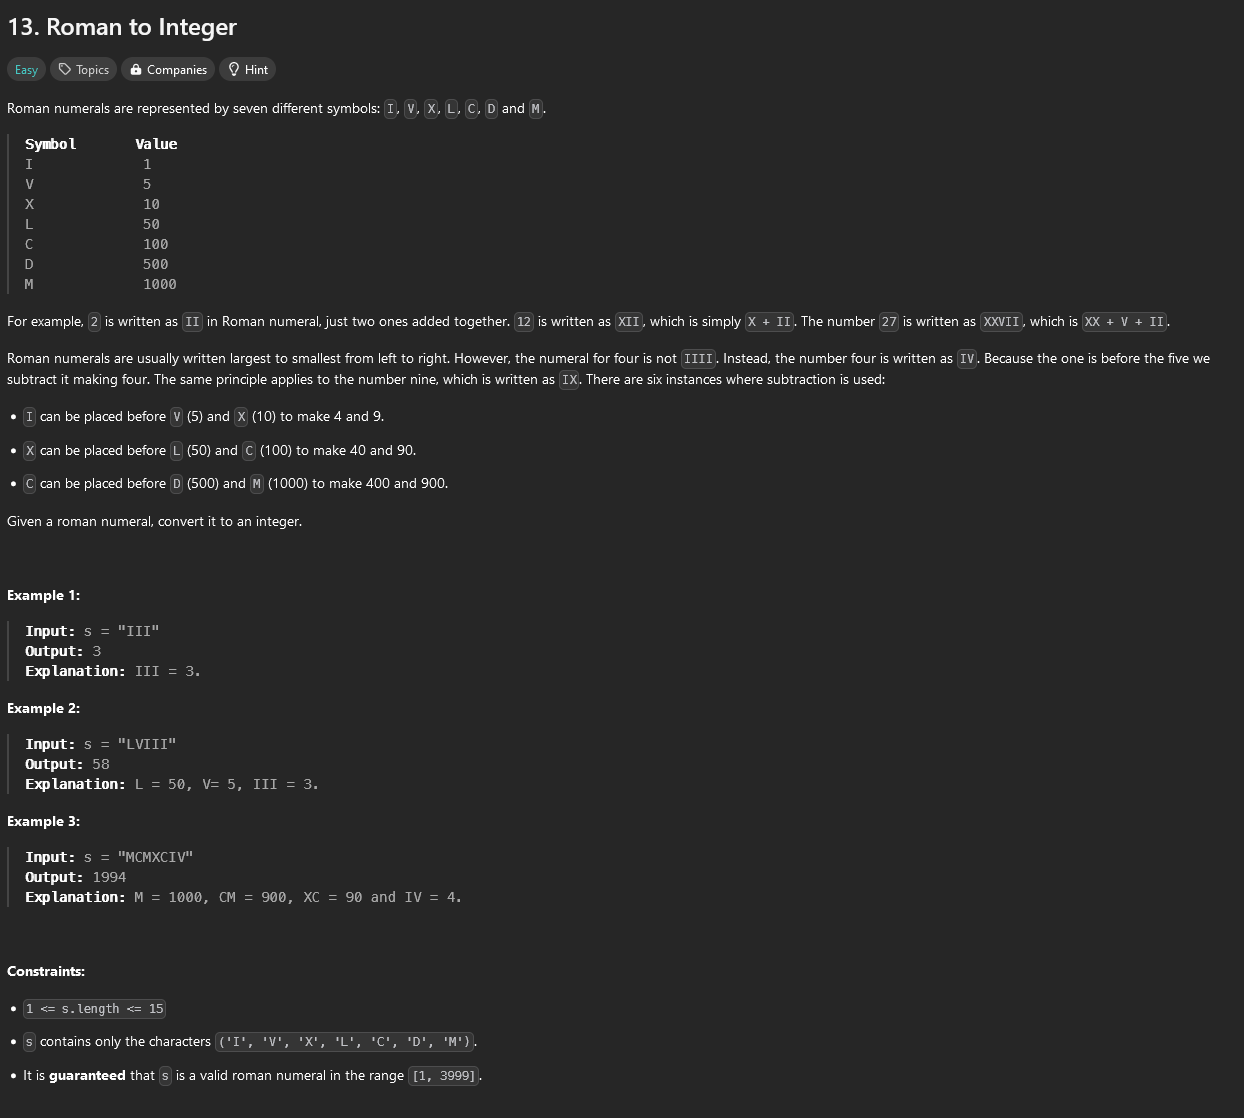 13. Roman to Integer
Easy Topics Companies Hint
Roman numerals are represented by seven different symbols: I, V, X, L, C, D and M.
Symbol Value
I 1
V 5
X 10
L 50
C 100
D 500
M 1000
For example, 2 is written as II in Roman numeral, just two ones added together. 12 is written as XII, which is simply X + II. The number 27 is written as XXVII, which is XX + V + II.
Roman numerals are usually written largest to smallest from left to right. However, the numeral for four is not IIII. Instead, the number four is written as IV. Because the one is before the five we
subtract it making four. The same principle applies to the number nine, which is written as IX. There are six instances where subtraction is used:
• I can be placed before V (5) and X (10) to make 4 and 9.
• X can be placed before L (50) and C (100) to make 40 and 90.
• C can be placed before D (500) and M (1000) to make 400 and 900.
Given a roman numeral, convert it to an integer.
Example 1:
Input: s = "III"
Output: 3
Explanation: III = 3.
Example 2:
Input: s = "LVIII"
Output: 58
Explanation: L = 50, V= 5, III = 3.
Example 3:
Input: s = "MCMXCIV"
Output: 1994
Explanation: M = 1000, CM = 900, XC = 90 and IV = 4.
Constraints:
• 1 <= s.length <= 15
• s contains only the characters ('I', 'V', 'X', 'L', 'C', 'D', 'M').
• It is guaranteed that s is a valid roman numeral in the range [1, 3999].